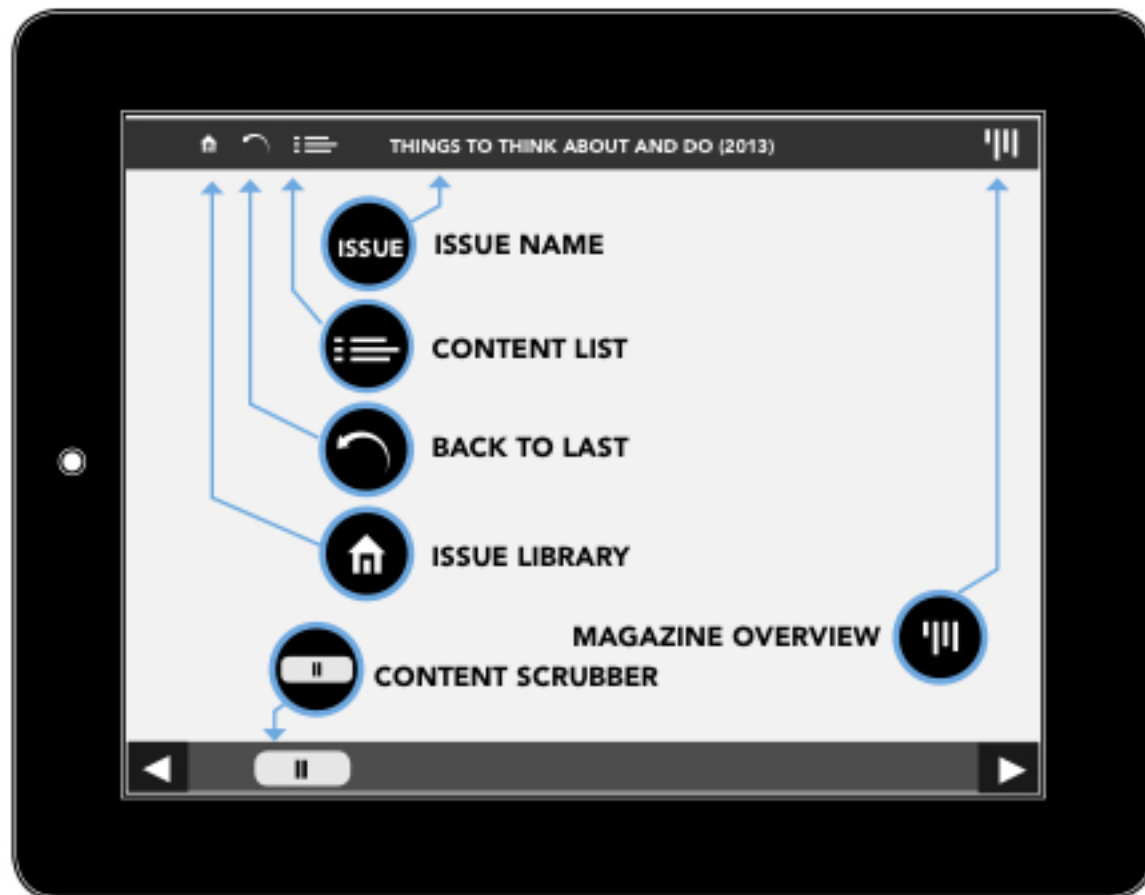 THINGS TO THINK ABOUT AND DO (2013)
ISSUE ISSUE NAME
CONTENT LIST
BACK TO LAST
ISSUE LIBRARY
MAGAZINE OVERVIEW
CONTENT SCRUBBER